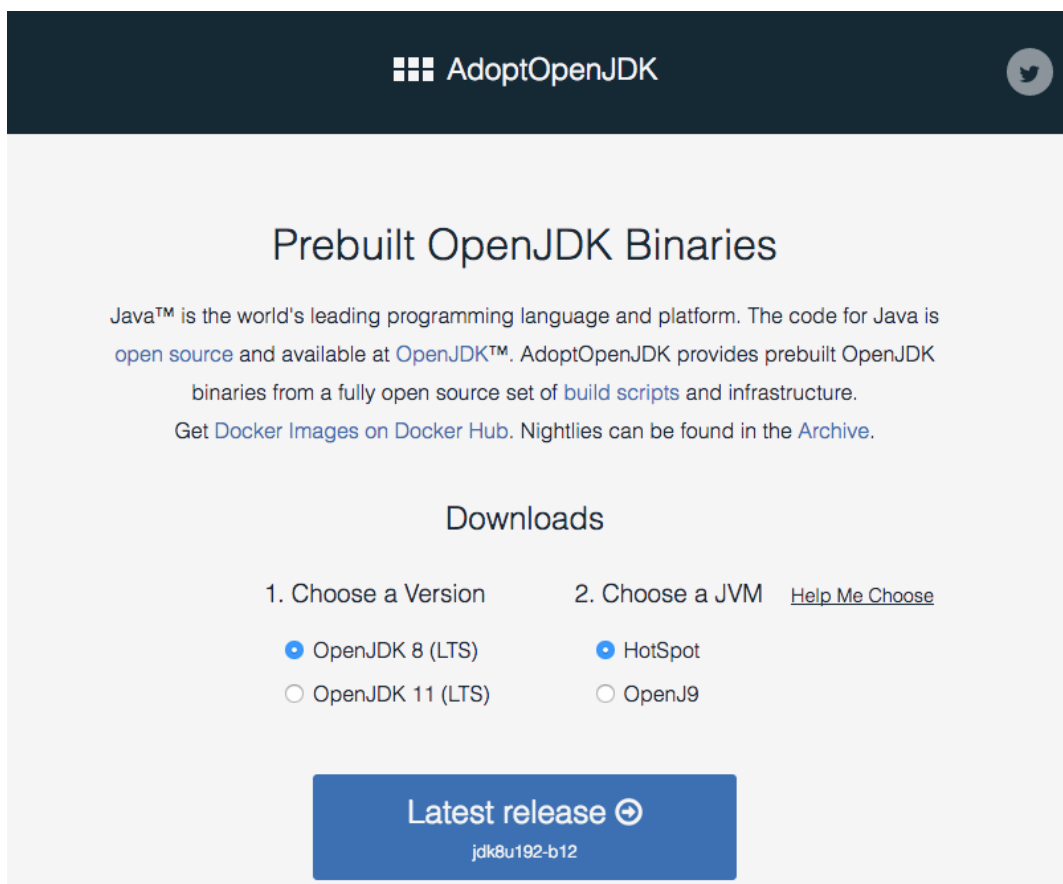 AdoptOpenJDK
Prebuilt OpenJDK Binaries
Java™ is the world's leading programming language and platform. The code for Java is
open source and available at OpenJDK™. AdoptOpenJDK provides prebuilt OpenJDK
binaries from a fully open source set of build scripts and infrastructure.
Get Docker Images on Docker Hub. Nightlies can be found in the Archive.
Downloads
1. Choose a Version
2. Choose a JVM Help Me Choose
OpenJDK 8 (LTS)
HotSpot
OpenJDK 11 (LTS)
OpenJ9
Latest release
jdk8u192-b12